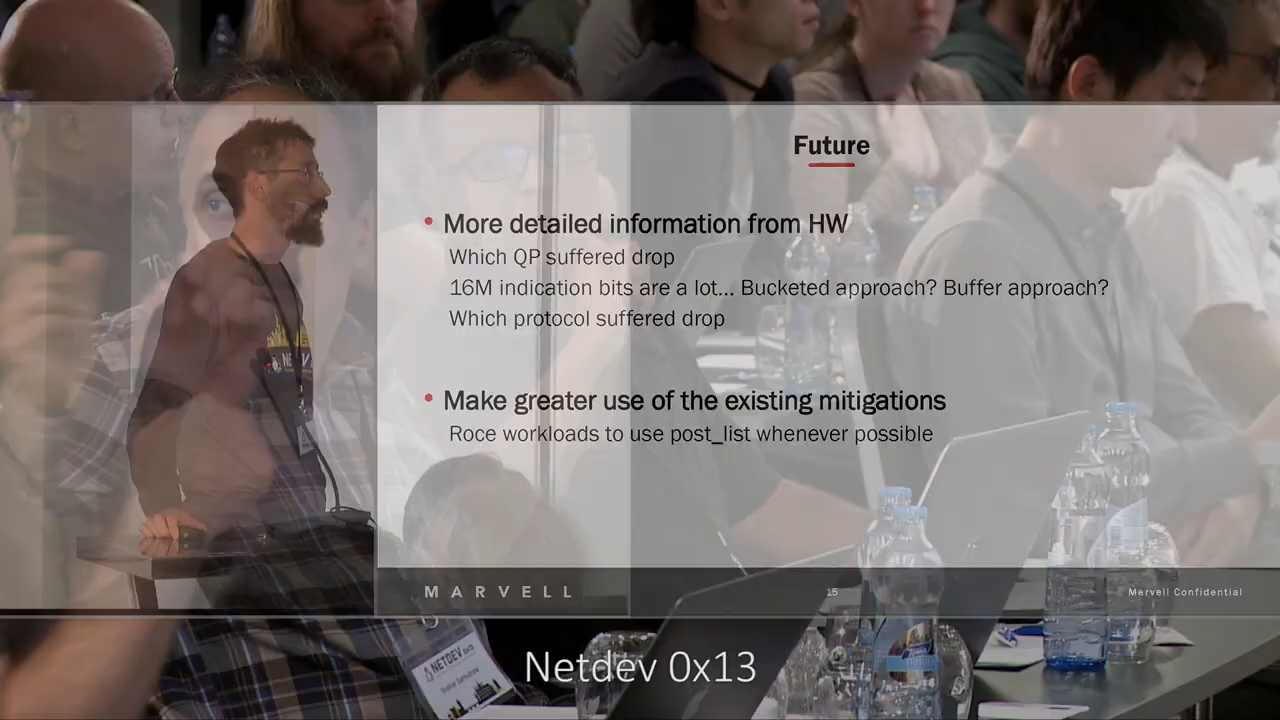 Future
• More detailed information from HW
Which QP suffered drop
16M indication bits are a lot... Bucketed approach? Buffer approach?
Which protocol suffered drop
• Make greater use of the existing mitigations
Roce workloads to use post_list whenever possible
MARVELL
15
Marvell Confidential
NETDEV
Netdev 0x13